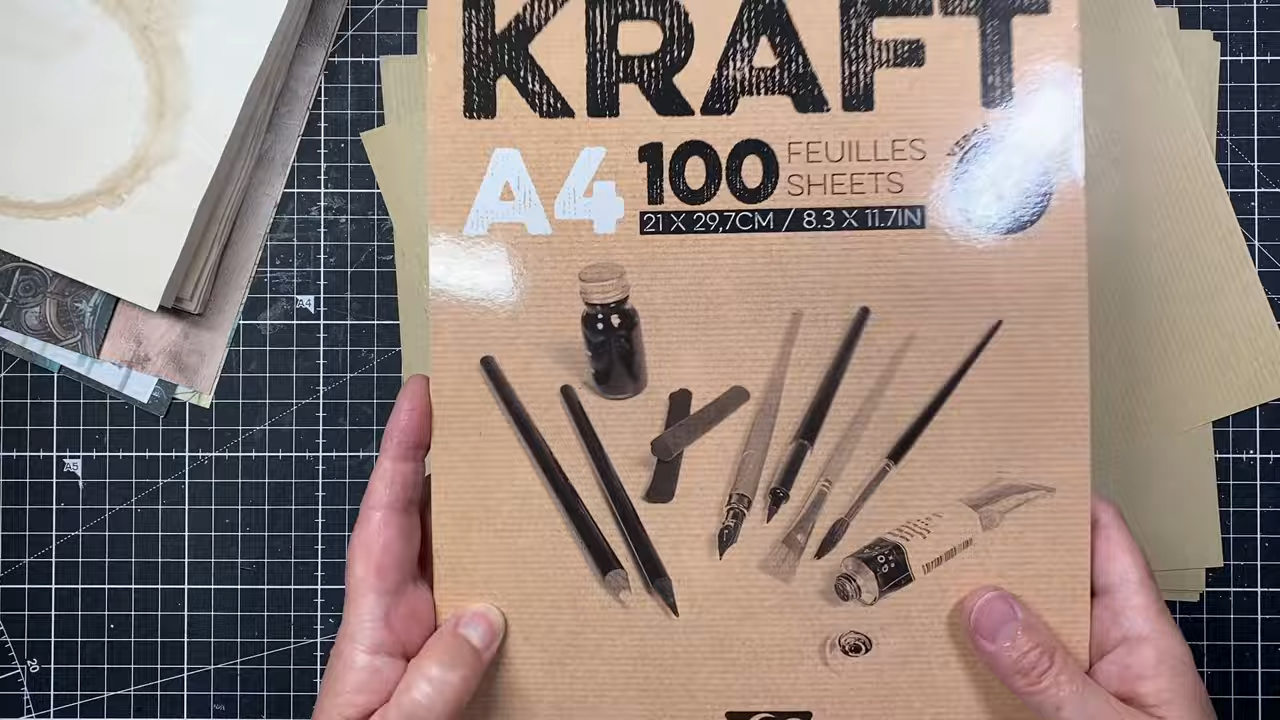 KRAFT
A4
100
FEUILLES
SHEETS
21 X 29,7CM / 8.3 X 11.7IN
A4
A5
20